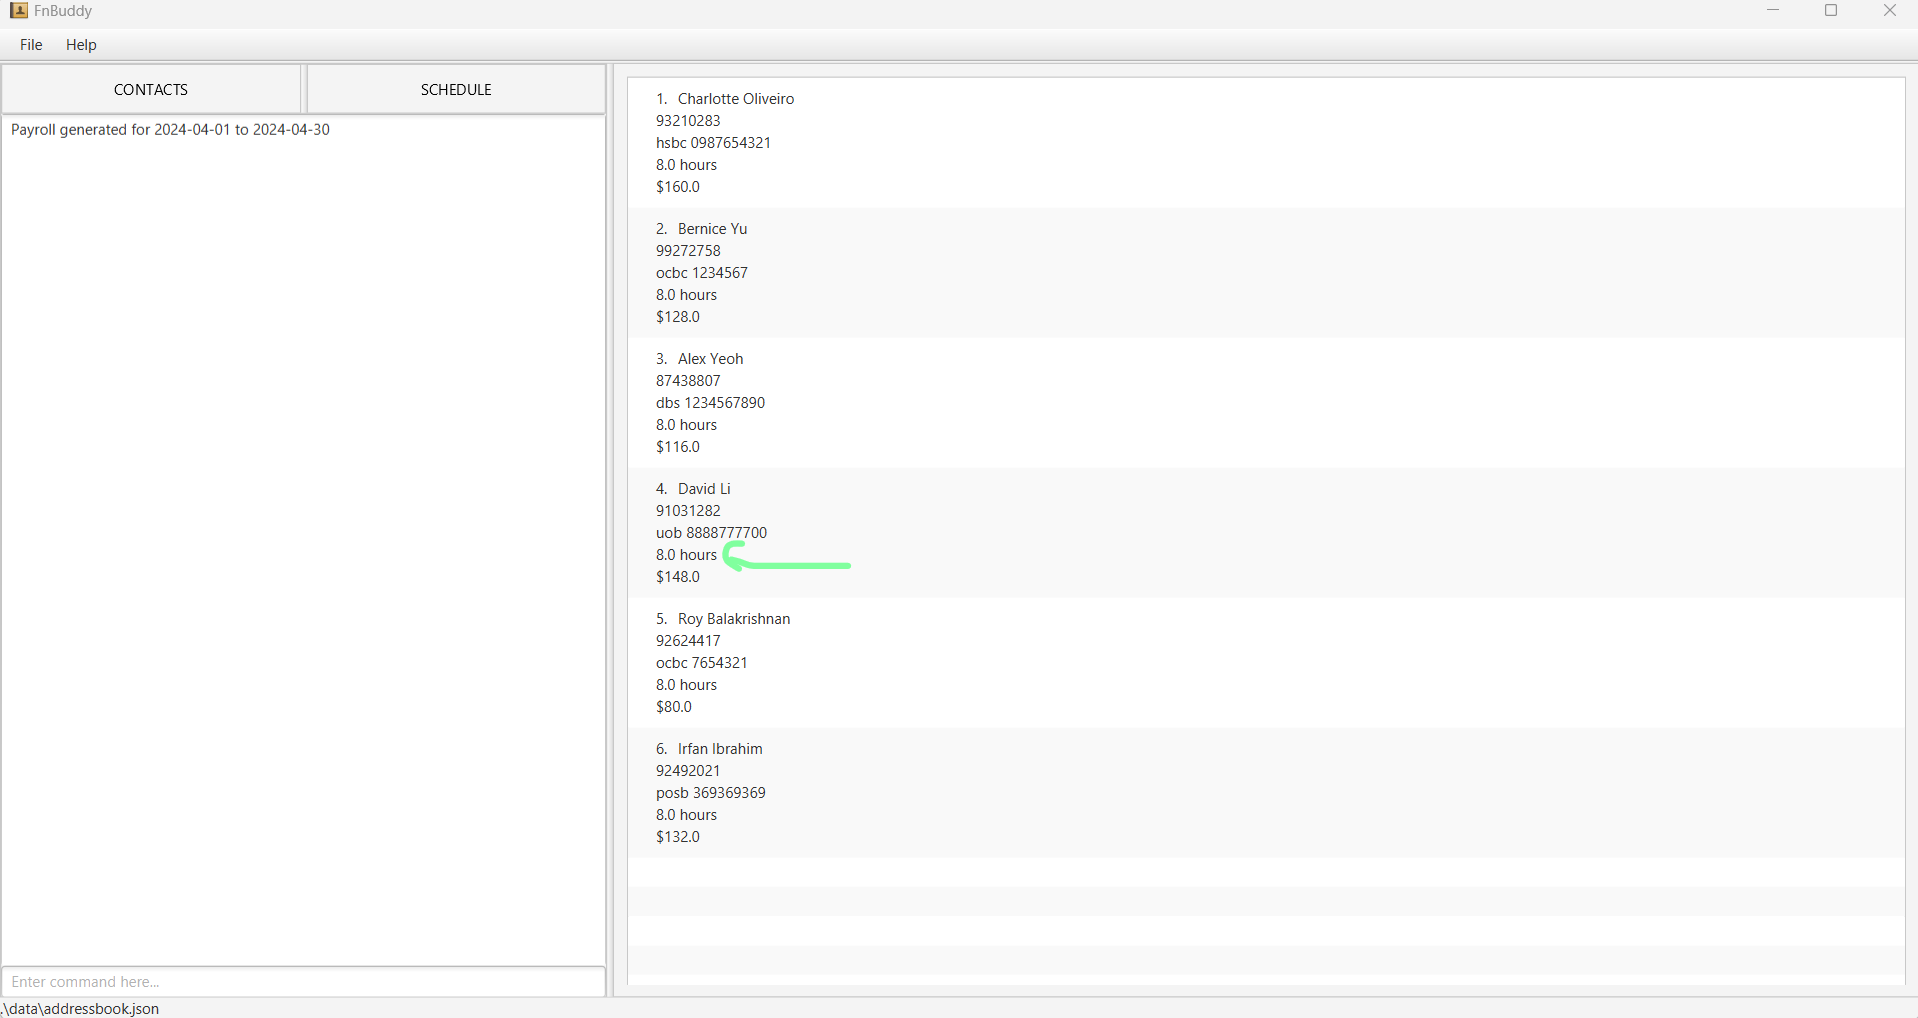 FnBuddy
File Help
CONTACTS SCHEDULE
Payroll generated for 2024-04-01 to 2024-04-30
1. Charlotte Oliveiro
93210283
hsbc 0987654321
8.0 hours
$160.0
2. Bernice Yu
99272758
ocbc 1234567
8.0 hours
$128.0
3. Alex Yeoh
87438807
dbs 1234567890
8.0 hours
$116.0
4. David Li
91031282
uob 8888777700
8.0 hours
$148.0
5. Roy Balakrishnan
92624417
ocbc 7654321
8.0 hours
$80.0
6. Irfan Ibrahim
92492021
posb 369369369
8.0 hours
$132.0
Enter command here...
.\data\addressbook.json